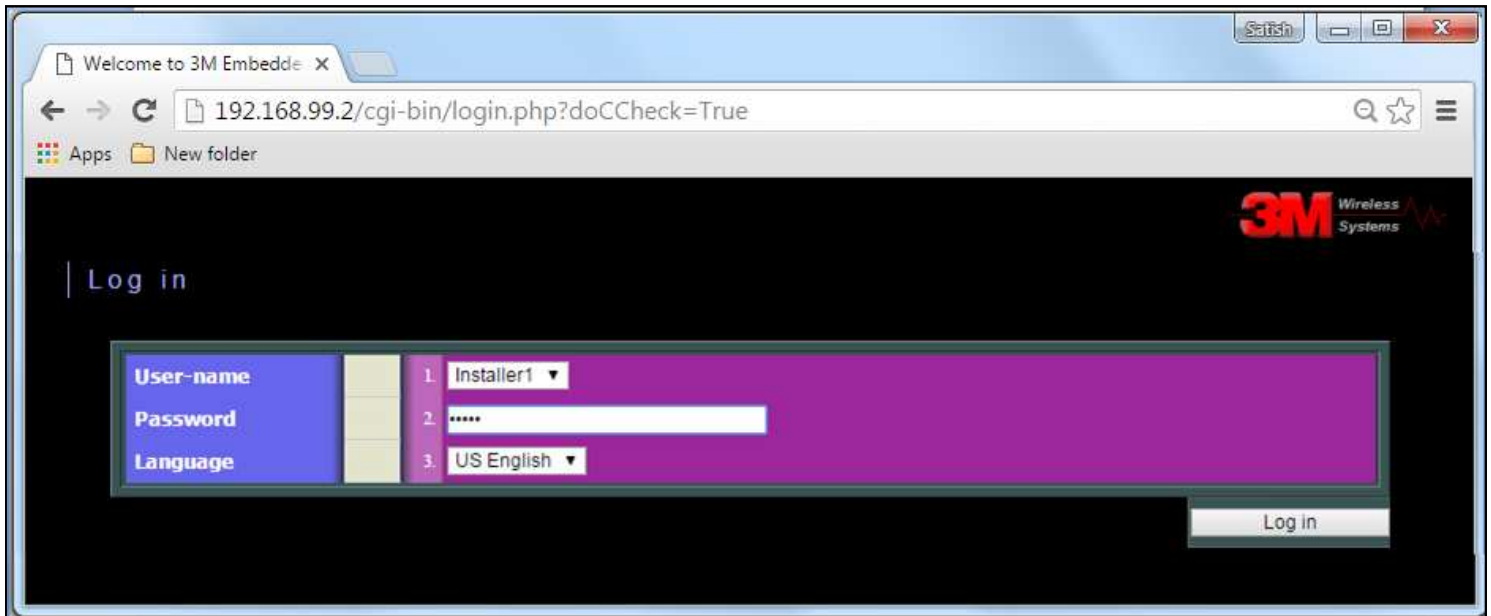 Satish
Welcome to 3M Embedde
192.168.99.2/cgi-bin/login.php?doCCheck=True
Apps New folder
3M Wireless Systems
Log in
User-name 1. Installer1
Password 2. •••••
Language 3. US English
Log in